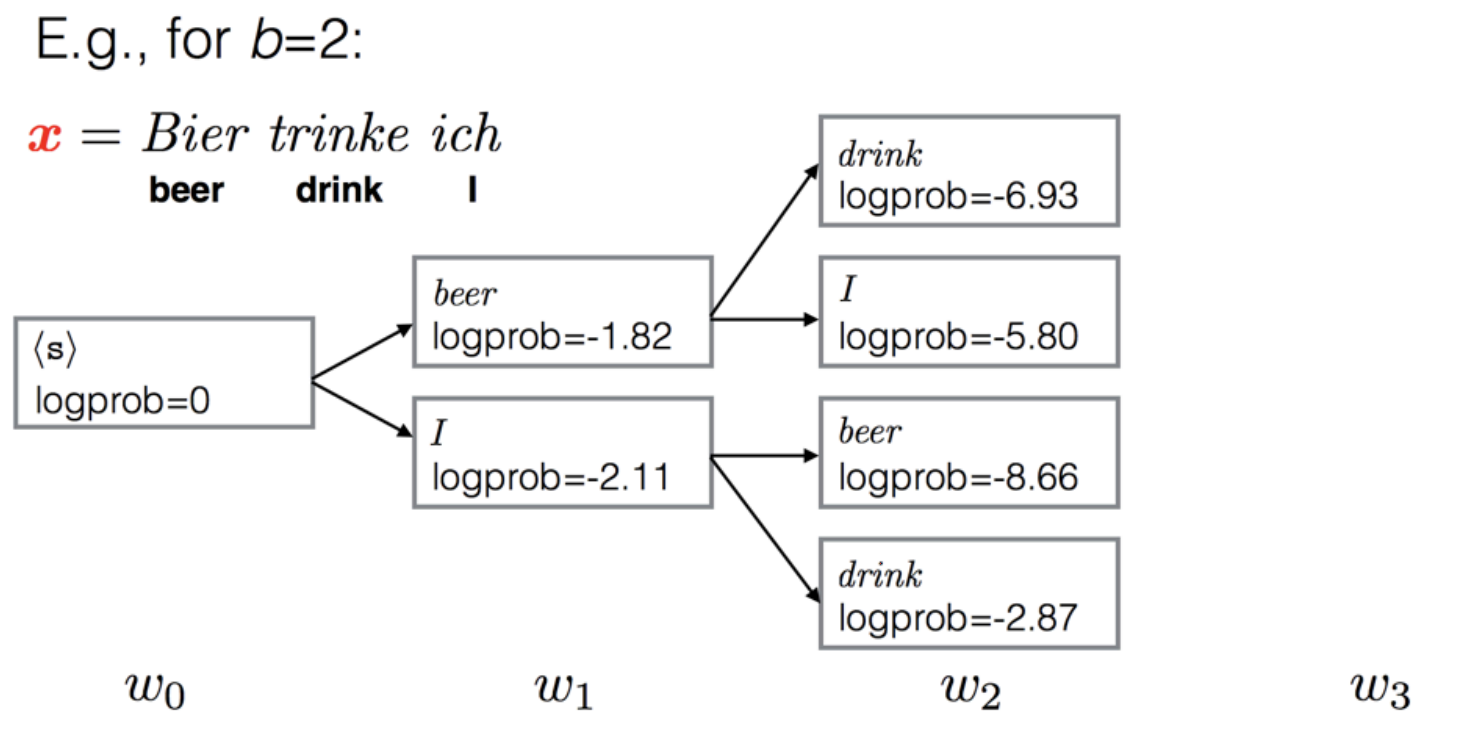 E.g., for b=2:
x = Bier trinke ich
beer drink I
⟨s⟩
logprob=0
beer
logprob=-1.82
I
logprob=-2.11
drink
logprob=-6.93
I
logprob=-5.80
beer
logprob=-8.66
drink
logprob=-2.87
w₀ w₁ w₂ w₃